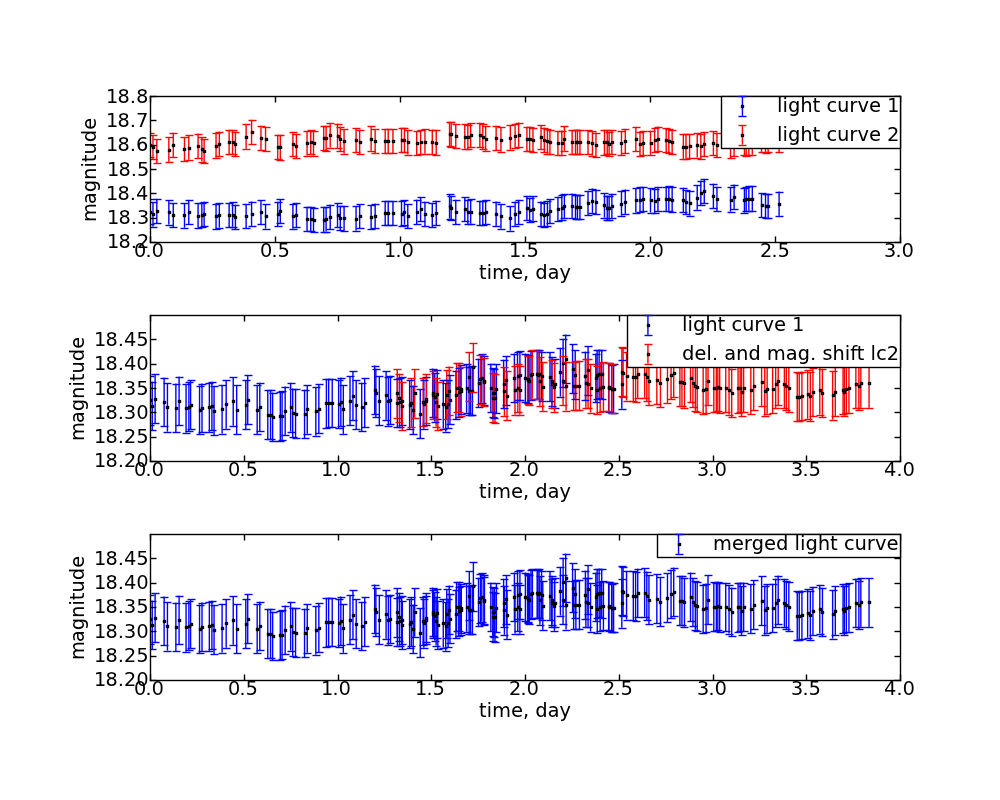 18.8
18.7
18.6
18.5
18.4
18.3
18.2
magnitude
light curve 1
light curve 2
0.0 0.5 1.0 1.5 2.0 2.5 3.0
time, day
18.45
18.40
18.35
18.30
18.25
18.20
magnitude
light curve 1
del. and mag. shift lc2
0.0 0.5 1.0 1.5 2.0 2.5 3.0 3.5 4.0
time, day
18.45
18.40
18.35
18.30
18.25
18.20
magnitude
merged light curve
0.0 0.5 1.0 1.5 2.0 2.5 3.0 3.5 4.0
time, day